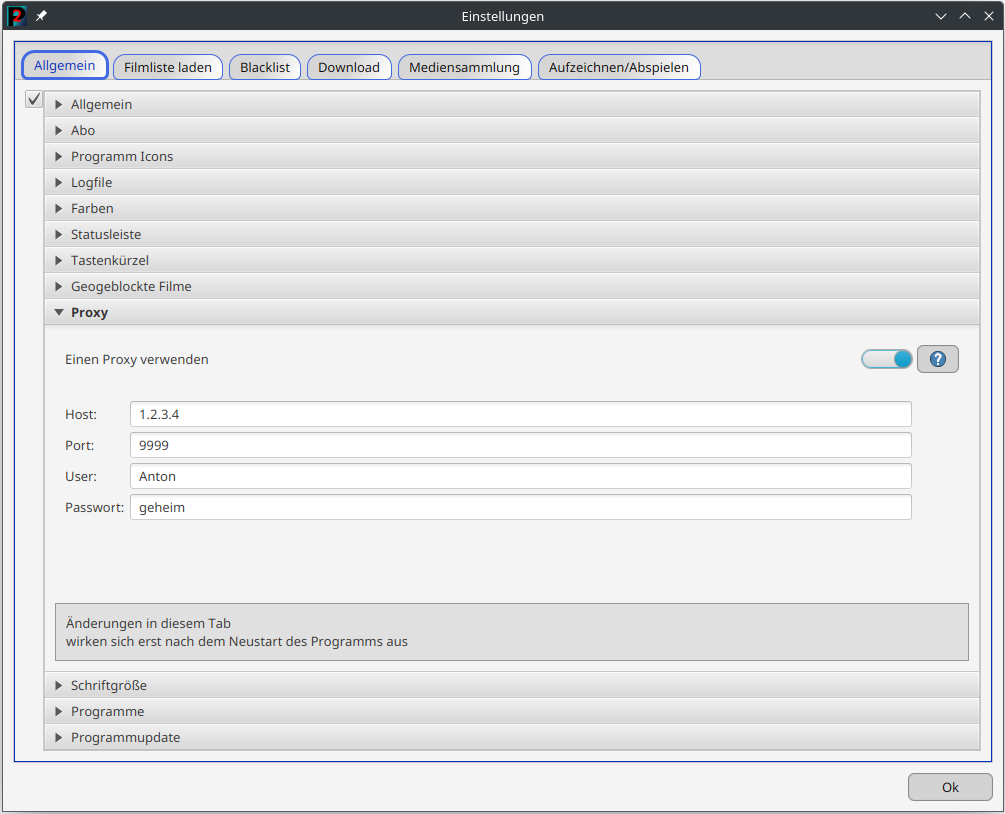 Einstellungen
Allgemein
Filmliste laden
Blacklist
Download
Mediensammlung
Aufzeichnen/Abspielen
Allgemein
Abo
Programm Icons
Logfile
Farben
Statusleiste
Tastenkürzel
Geogeblockte Filme
Proxy
Einen Proxy verwenden
?
Host: 1.2.3.4
Port: 9999
User: Anton
Passwort: geheim
Änderungen in diesem Tab
wirken sich erst nach dem Neustart des Programms aus
Schriftgröße
Programme
Programmupdate
Ok